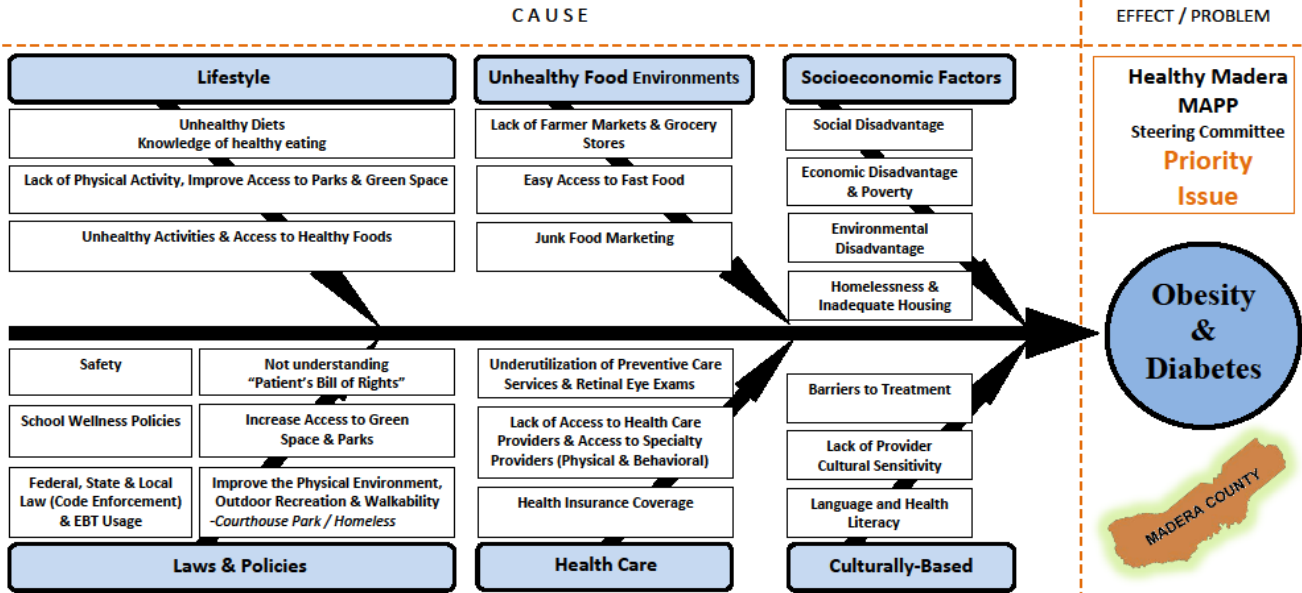 CAUSE
EFFECT / PROBLEM
Lifestyle
Unhealthy Diets
Knowledge of healthy eating
Lack of Physical Activity, Improve Access to Parks & Green Space
Unhealthy Activities & Access to Healthy Foods
Unhealthy Food Environments
Lack of Farmer Markets & Grocery
Stores
Easy Access to Fast Food
Junk Food Marketing
Socioeconomic Factors
Social Disadvantage
Economic Disadvantage
& Poverty
Environmental
Disadvantage
Homelessness &
Inadequate Housing
Healthy Madera
MAPP
Steering Committee
Priority
Issue
Obesity
&
Diabetes
Safety
School Wellness Policies
Federal, State & Local
Law (Code Enforcement)
& EBT Usage
Not understanding
“Patient’s Bill of Rights”
Increase Access to Green
Space & Parks
Improve the Physical Environment,
Outdoor Recreation & Walkability
-Courthouse Park / Homeless
Laws & Policies
Underutilization of Preventive Care
Services & Retinal Eye Exams
Lack of Access to Health Care
Providers & Access to Specialty
Providers (Physical & Behavioral)
Health Insurance Coverage
Health Care
Barriers to Treatment
Lack of Provider
Cultural Sensitivity
Language and Health
Literacy
Culturally-Based
MADERA COUNTY